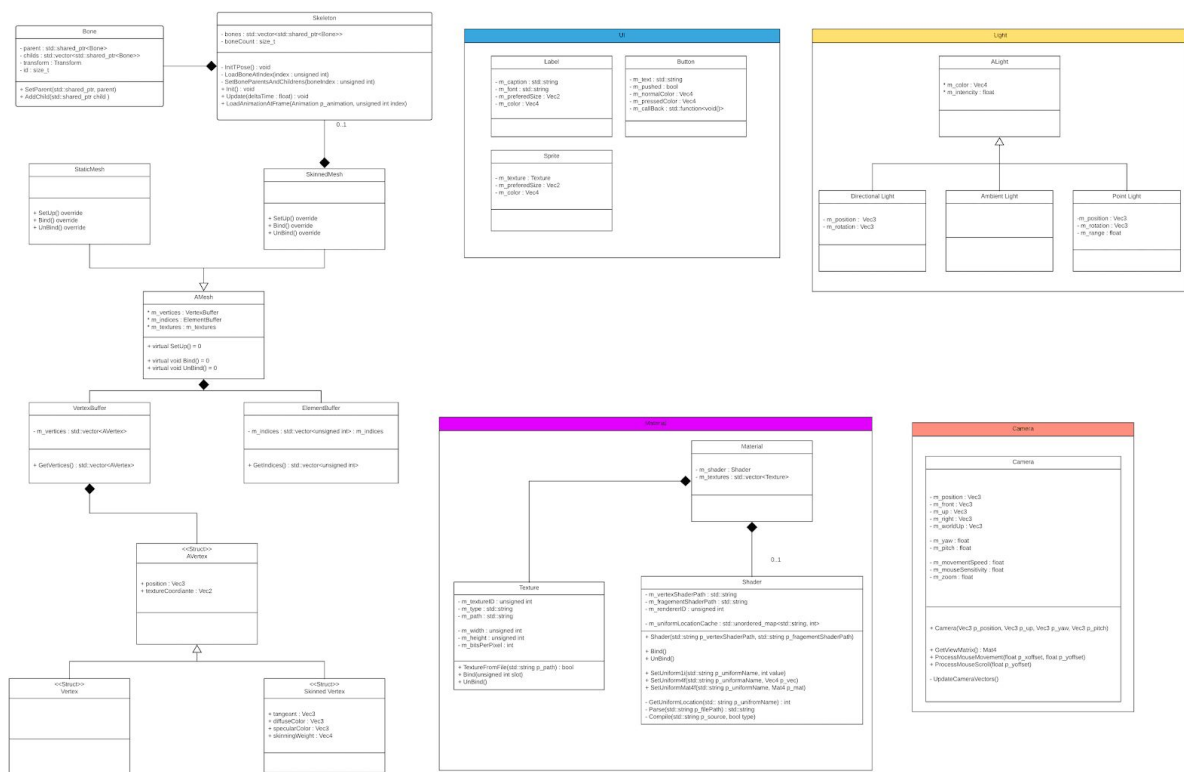 Bone
- parent : std::shared_ptr<Bone>
- childs : std::vector<std::shared_ptr<Bone>>
- transform : Transform
- id : size_t
+ SetParent(std::shared_ptr, parent)
+ AddChild(std::shared_ptr child )
Skeleton
- bones : std::vector<std::shared_ptr<Bone>>
- boneCount : size_t
- InitTPose() : void
- LoadBoneAtIndex(index : unsigned int)
- SetBoneParentsAndChildrens(boneIndex : unsigned int)
+ Init() : void
+ Update(deltaTime : float) : void
+ LoadAnimationAtFrame(Animation p_animation, unsigned int index)
0..1
StaticMesh
+ SetUp() override
+ Bind() override
+ UnBind() override
SkinnedMesh
+ SetUp() override
+ Bind() override
+ UnBind() override
AMesh
* m_vertices : VertexBuffer
* m_indices : ElementBuffer
* m_textures : m_textures
+ virtual SetUp() = 0
+ virtual void Bind() = 0
+ virtual void UnBind() = 0
VertexBuffer
- m_vertices : std::vector<AVertex>
+ GetVertices() : std::vector<AVertex>
ElementBuffer
- m_indices : std::vector<unsigned int> : m_indices
+ GetIndices() : std::vector<unsigned int>
<<Struct>>
AVertex
+ position : Vec3
+ textureCoordiante : Vec2
<<Struct>>
Vertex
<<Struct>>
Skinned Vertex
+ tangeant : Vec3
+ diffuseColor : Vec3
+ specularColor : Vec3
+ skinningWeight : Vec4
UI
Label
- m_caption : std::string
- m_font : std::string
- m_preferedSize : Vec2
- m_color : Vec4
Button
- m_text : std::string
- m_pushed : bool
- m_normalColor : Vec4
- m_pressedColor : Vec4
- m_callBack : std::function<void()>
Sprite
- m_texture : Texture
- m_preferedSize : Vec2
- m_color : Vec4
Light
ALight
* m_color : Vec4
* m_intencity : float
Directional Light
- m_position : Vec3
- m_rotation : Vec3
Ambient Light
Point Light
-m_position : Vec3
- m_rotation : Vec3
- m_range : float
Material
Material
- m_shader : Shader
- m_textures : std::vector<Texture>
0..1
Texture
- m_textureID : unsigned int
- m_type : std::string
- m_path : std::string
- m_width : unsigned int
- m_height : unsigned int
- m_bitsPerPixel : int
+ TextureFromFile(std::string p_path) : bool
+ Bind(unsigned int slot)
+ UnBind()
Shader
- m_vertexShaderPath : std::string
- m_fragementShaderPath : std::string
- m_rendererID : unsigned int
- m_uniformLocationCache : std::unordered_map<std::string, int>
+ Shader(std::string p_vertexShaderPath, std::string p_fragementShaderPath)
+ Bind()
+ UnBind()
+ SetUniform1i(std::string p_uniformName, int value)
+ SetUniform4f(std::string p_uniformaName, Vec4 p_vec)
+ SetUniformMat4f(std::string p_uniformName, Mat4 p_mat)
- GetUniformLocation(std:: string p_unifromName) : int
- Parse(std::string p_filePath) : std::string
- Compile(std::string p_source, bool type)
Camera
Camera
- m_position : Vec3
- m_front : Vec3
- m_up : Vec3
- m_right : Vec3
- m_worldUp : Vec3
- m_yaw : float
- m_pitch : float
- m_movementSpeed : float
- m_mouseSensitivity : float
- m_zoom : float
+ Camera(Vec3 p_position, Vec3 p_up, Vec3 p_yaw, Vec3 p_pitch)
+ GetViewMatrix() : Mat4
+ ProcessMouseMovement(float p_xoffset, float p_yoffset)
+ ProcessMouseScroll(float p_yoffset)
- UpdateCameraVectors()